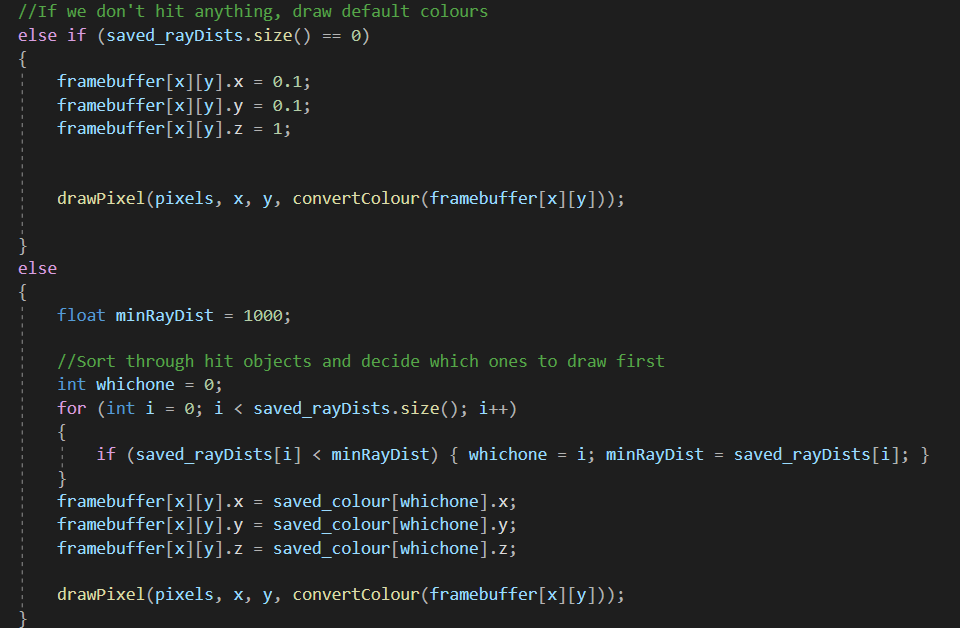 //If we don't hit anything, draw default colours
else if (saved_rayDists.size() == 0)
{
framebuffer[x][y].x = 0.1;
framebuffer[x][y].y = 0.1;
framebuffer[x][y].z = 1;
drawPixel(pixels, x, y, convertColour(framebuffer[x][y]));
}
else
{
float minRayDist = 1000;
//Sort through hit objects and decide which ones to draw first
int whichone = 0;
for (int i = 0; i < saved_rayDists.size(); i++)
{
if (saved_rayDists[i] < minRayDist) { whichone = i; minRayDist = saved_rayDists[i]; }
}
framebuffer[x][y].x = saved_colour[whichone].x;
framebuffer[x][y].y = saved_colour[whichone].y;
framebuffer[x][y].z = saved_colour[whichone].z;
drawPixel(pixels, x, y, convertColour(framebuffer[x][y]));
}